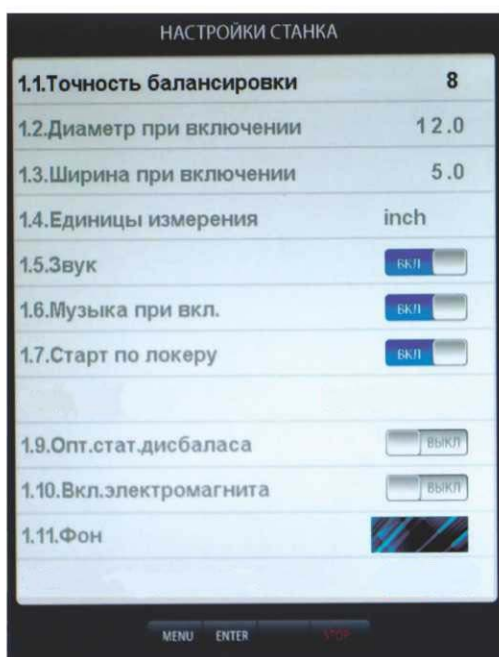 НАСТРОЙКИ СТАНКА
1.1.Точность балансировки 8
1.2.Диаметр при включении 12.0
1.3.Ширина при включении 5.0
1.4.Единицы измерения inch
1.5.Звук ВКЛ
1.6.Музыка при вкл. ВКЛ
1.7.Старт по локеру ВКЛ
1.9.Опт.стат.дисбаласа ВЫКЛ
1.10.Вкл.электромагнита ВЫКЛ
1.11.Фон
MENU ENTER STOP